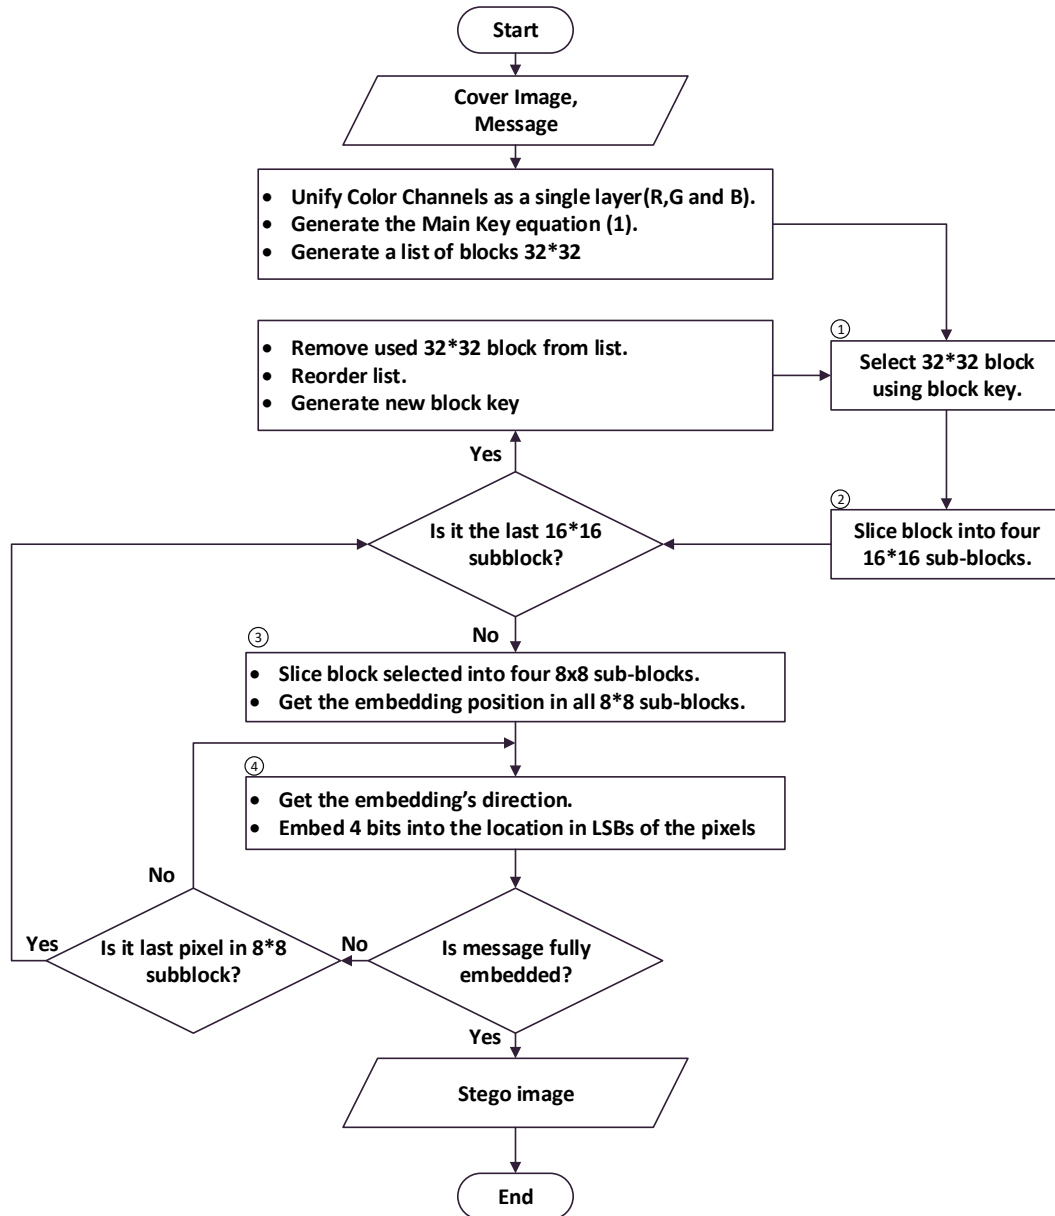 Start
Cover Image,
Message
• Unify Color Channels as a single layer(R,G and B).
• Generate the Main Key equation (1).
• Generate a list of blocks 32*32
• Remove used 32*32 block from list.
• Reorder list.
• Generate new block key
1
Select 32*32 block
using block key.
Yes
Is it the last 16*16
subblock?
2
Slice block into four
16*16 sub-blocks.
No
3
• Slice block selected into four 8x8 sub-blocks.
• Get the embedding position in all 8*8 sub-blocks.
4
• Get the embedding’s direction.
• Embed 4 bits into the location in LSBs of the pixels
No
Yes
Is it last pixel in 8*8
subblock?
No
Is message fully
embedded?
Yes
Stego image
End